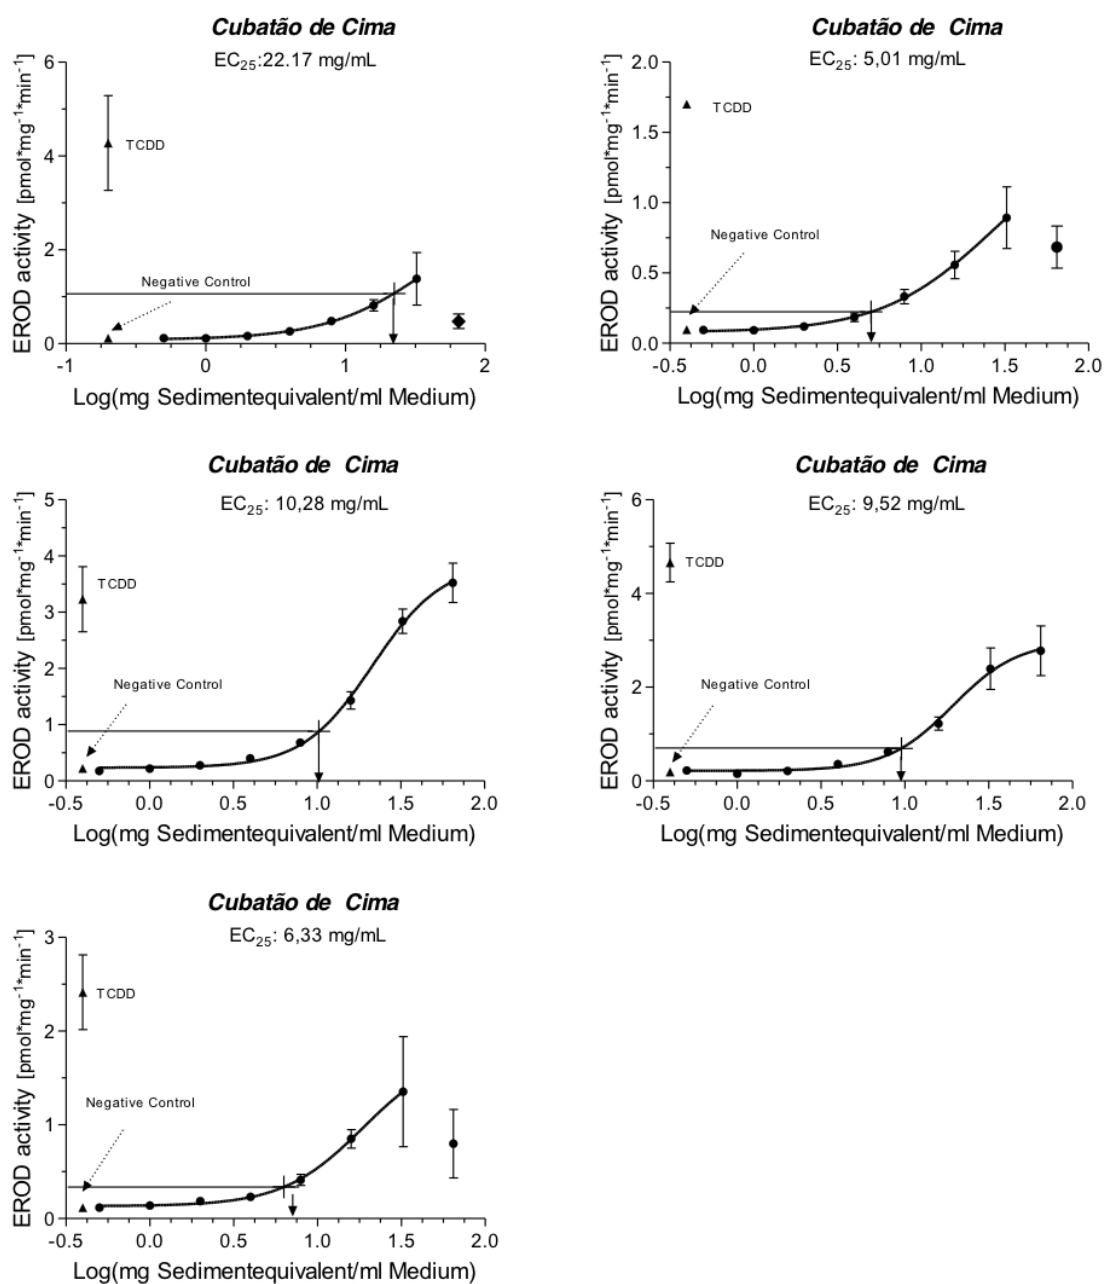 Cubatão de Cima
EC25:22.17 mg/mL
EROD activity [pmol*mg-1*min-1]
6
4
2
0
TCDD
Negative Control
-1
0
1
2
Log(mg Sedimentequivalent/ml Medium)
Cubatão de Cima
EC25: 5,01 mg/mL
EROD activity [pmol*mg-1*min-1]
2.0
1.5
1.0
0.5
0.0
TCDD
Negative Control
-0.5
0.0
0.5
1.0
1.5
2.0
Log(mg Sedimentequivalent/ml Medium)
Cubatão de Cima
EC25: 10,28 mg/mL
EROD activity [pmol*mg-1*min-1]
5
4
3
2
1
0
TCDD
Negative Control
-0.5
0.0
0.5
1.0
1.5
2.0
Log(mg Sedimentequivalent/ml Medium)
Cubatão de Cima
EC25: 9,52 mg/mL
EROD activity [pmol*mg-1*min-1]
6
4
2
0
TCDD
Negative Control
-0.5
0.0
0.5
1.0
1.5
2.0
Log(mg Sedimentequivalent/ml Medium)
Cubatão de Cima
EC25: 6,33 mg/mL
EROD activity [pmol*mg-1*min-1]
3
2
1
0
TCDD
Negative Control
-0.5
0.0
0.5
1.0
1.5
2.0
Log(mg Sedimentequivalent/ml Medium)